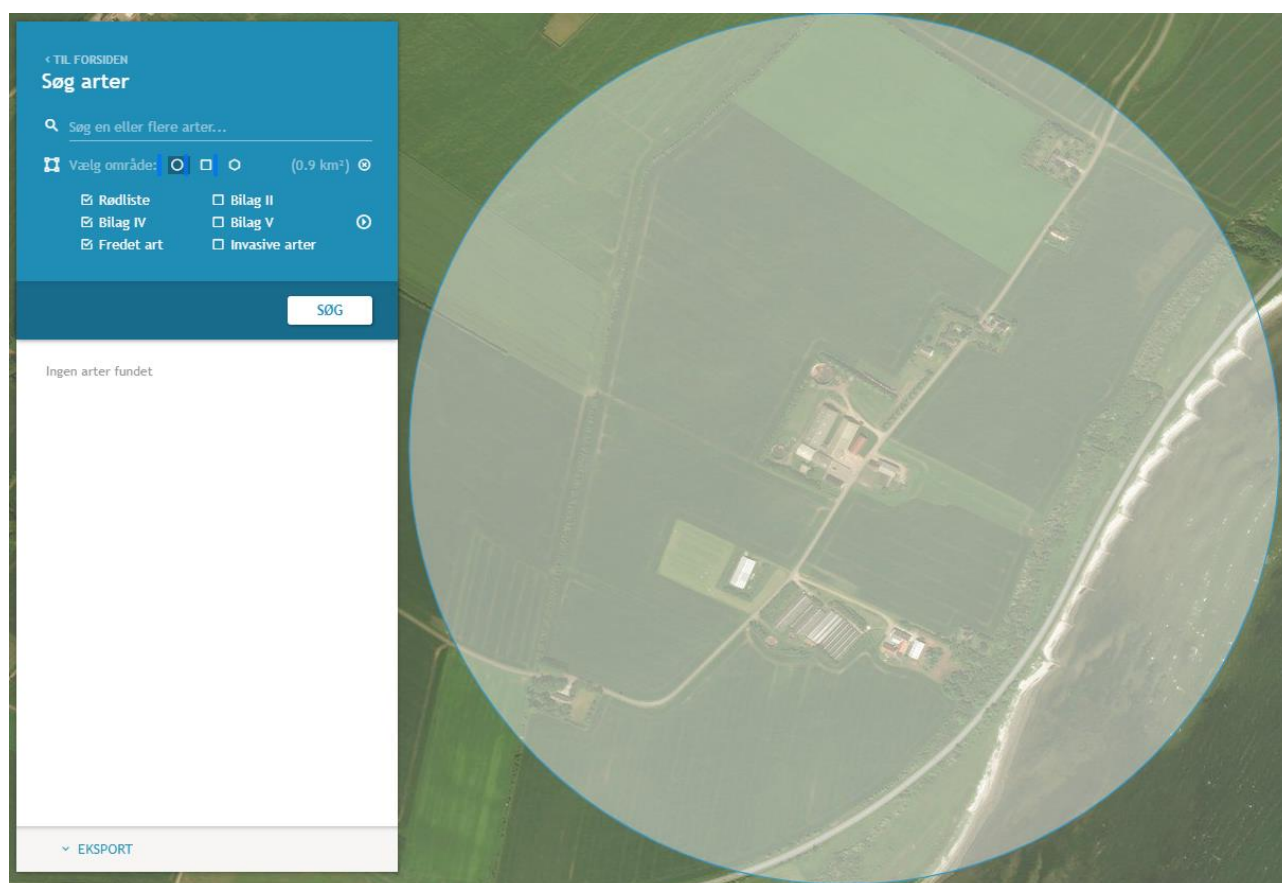 ‹ TIL FORSIDEN
Søg arter
Søg en eller flere arter...
Vælg område: (0.9 km²)
Rødliste Bilag II
Bilag IV Bilag V
Fredet art Invasive arter
SØG
Ingen arter fundet
EKSPORT